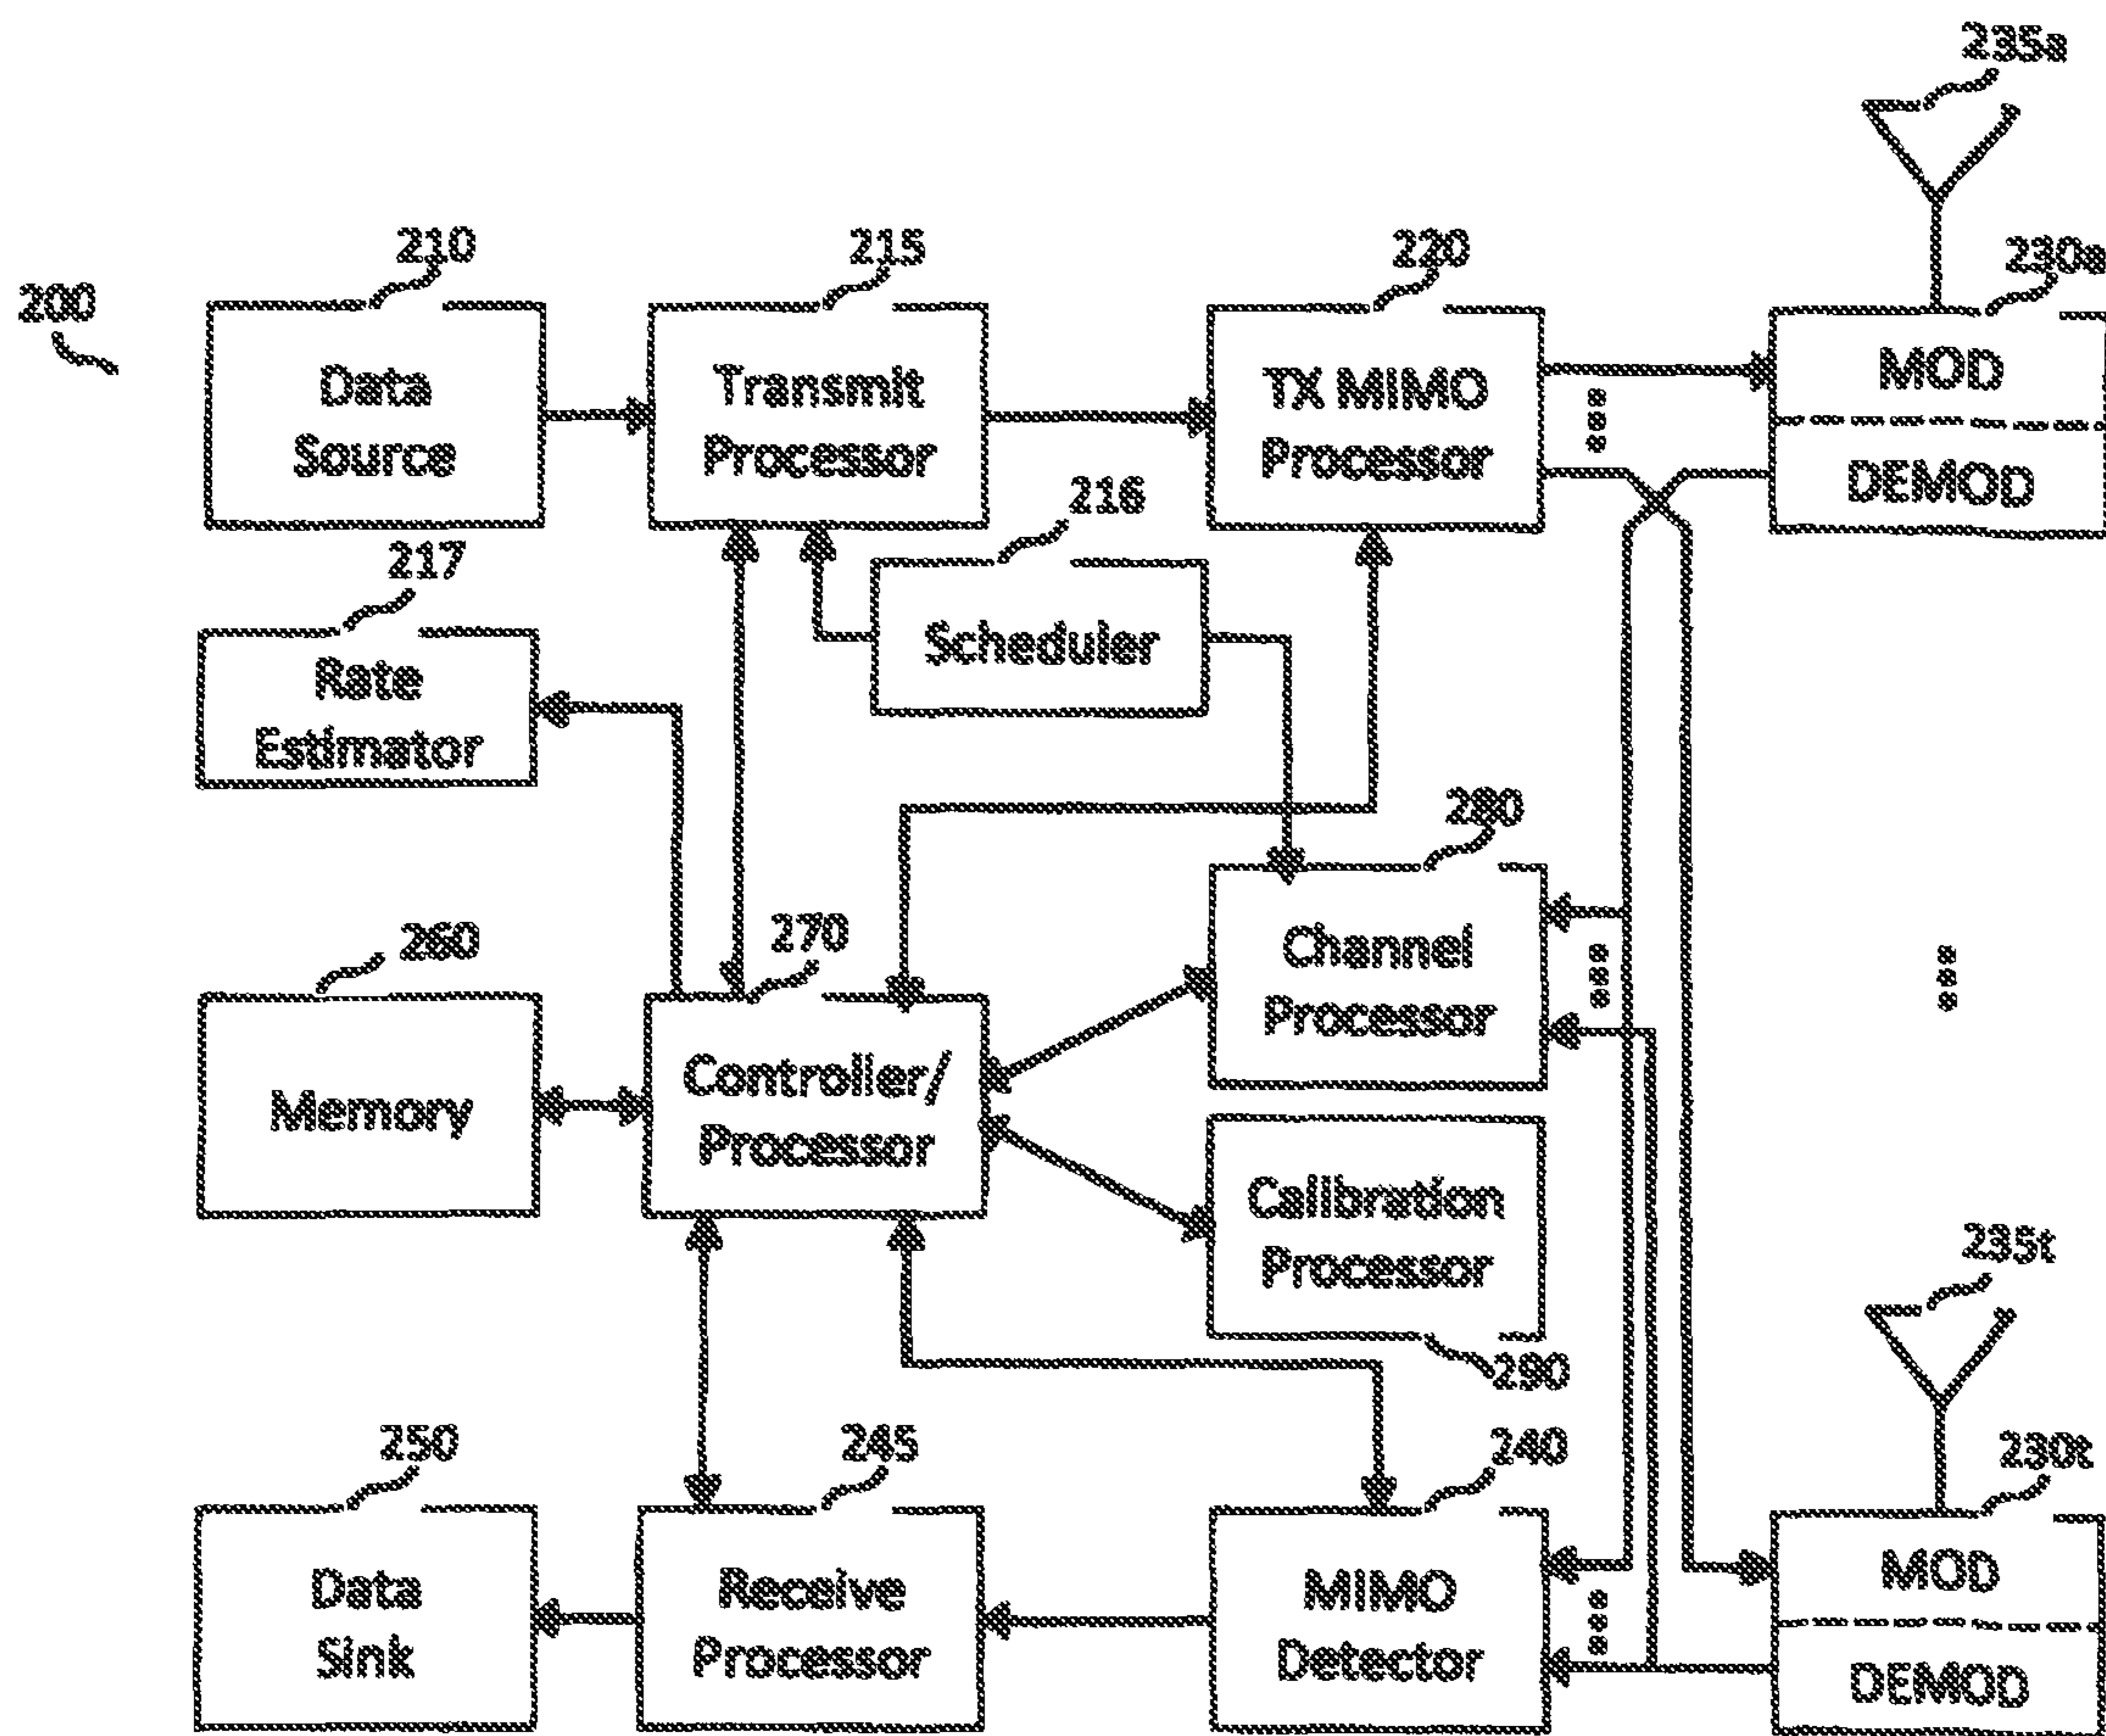 235a
200
210
215
220
230a
Data
Source
Transmit
Processor
TX MIMO
Processor
MOD
DEMOD
217
216
Rate
Estimator
Scheduler
280
260
270
Memory
Controller/
Processor
Channel
Processor
Calibration
Processor
290
235t
250
245
240
230t
Data
Sink
Receive
Processor
MIMO
Detector
MOD
DEMOD